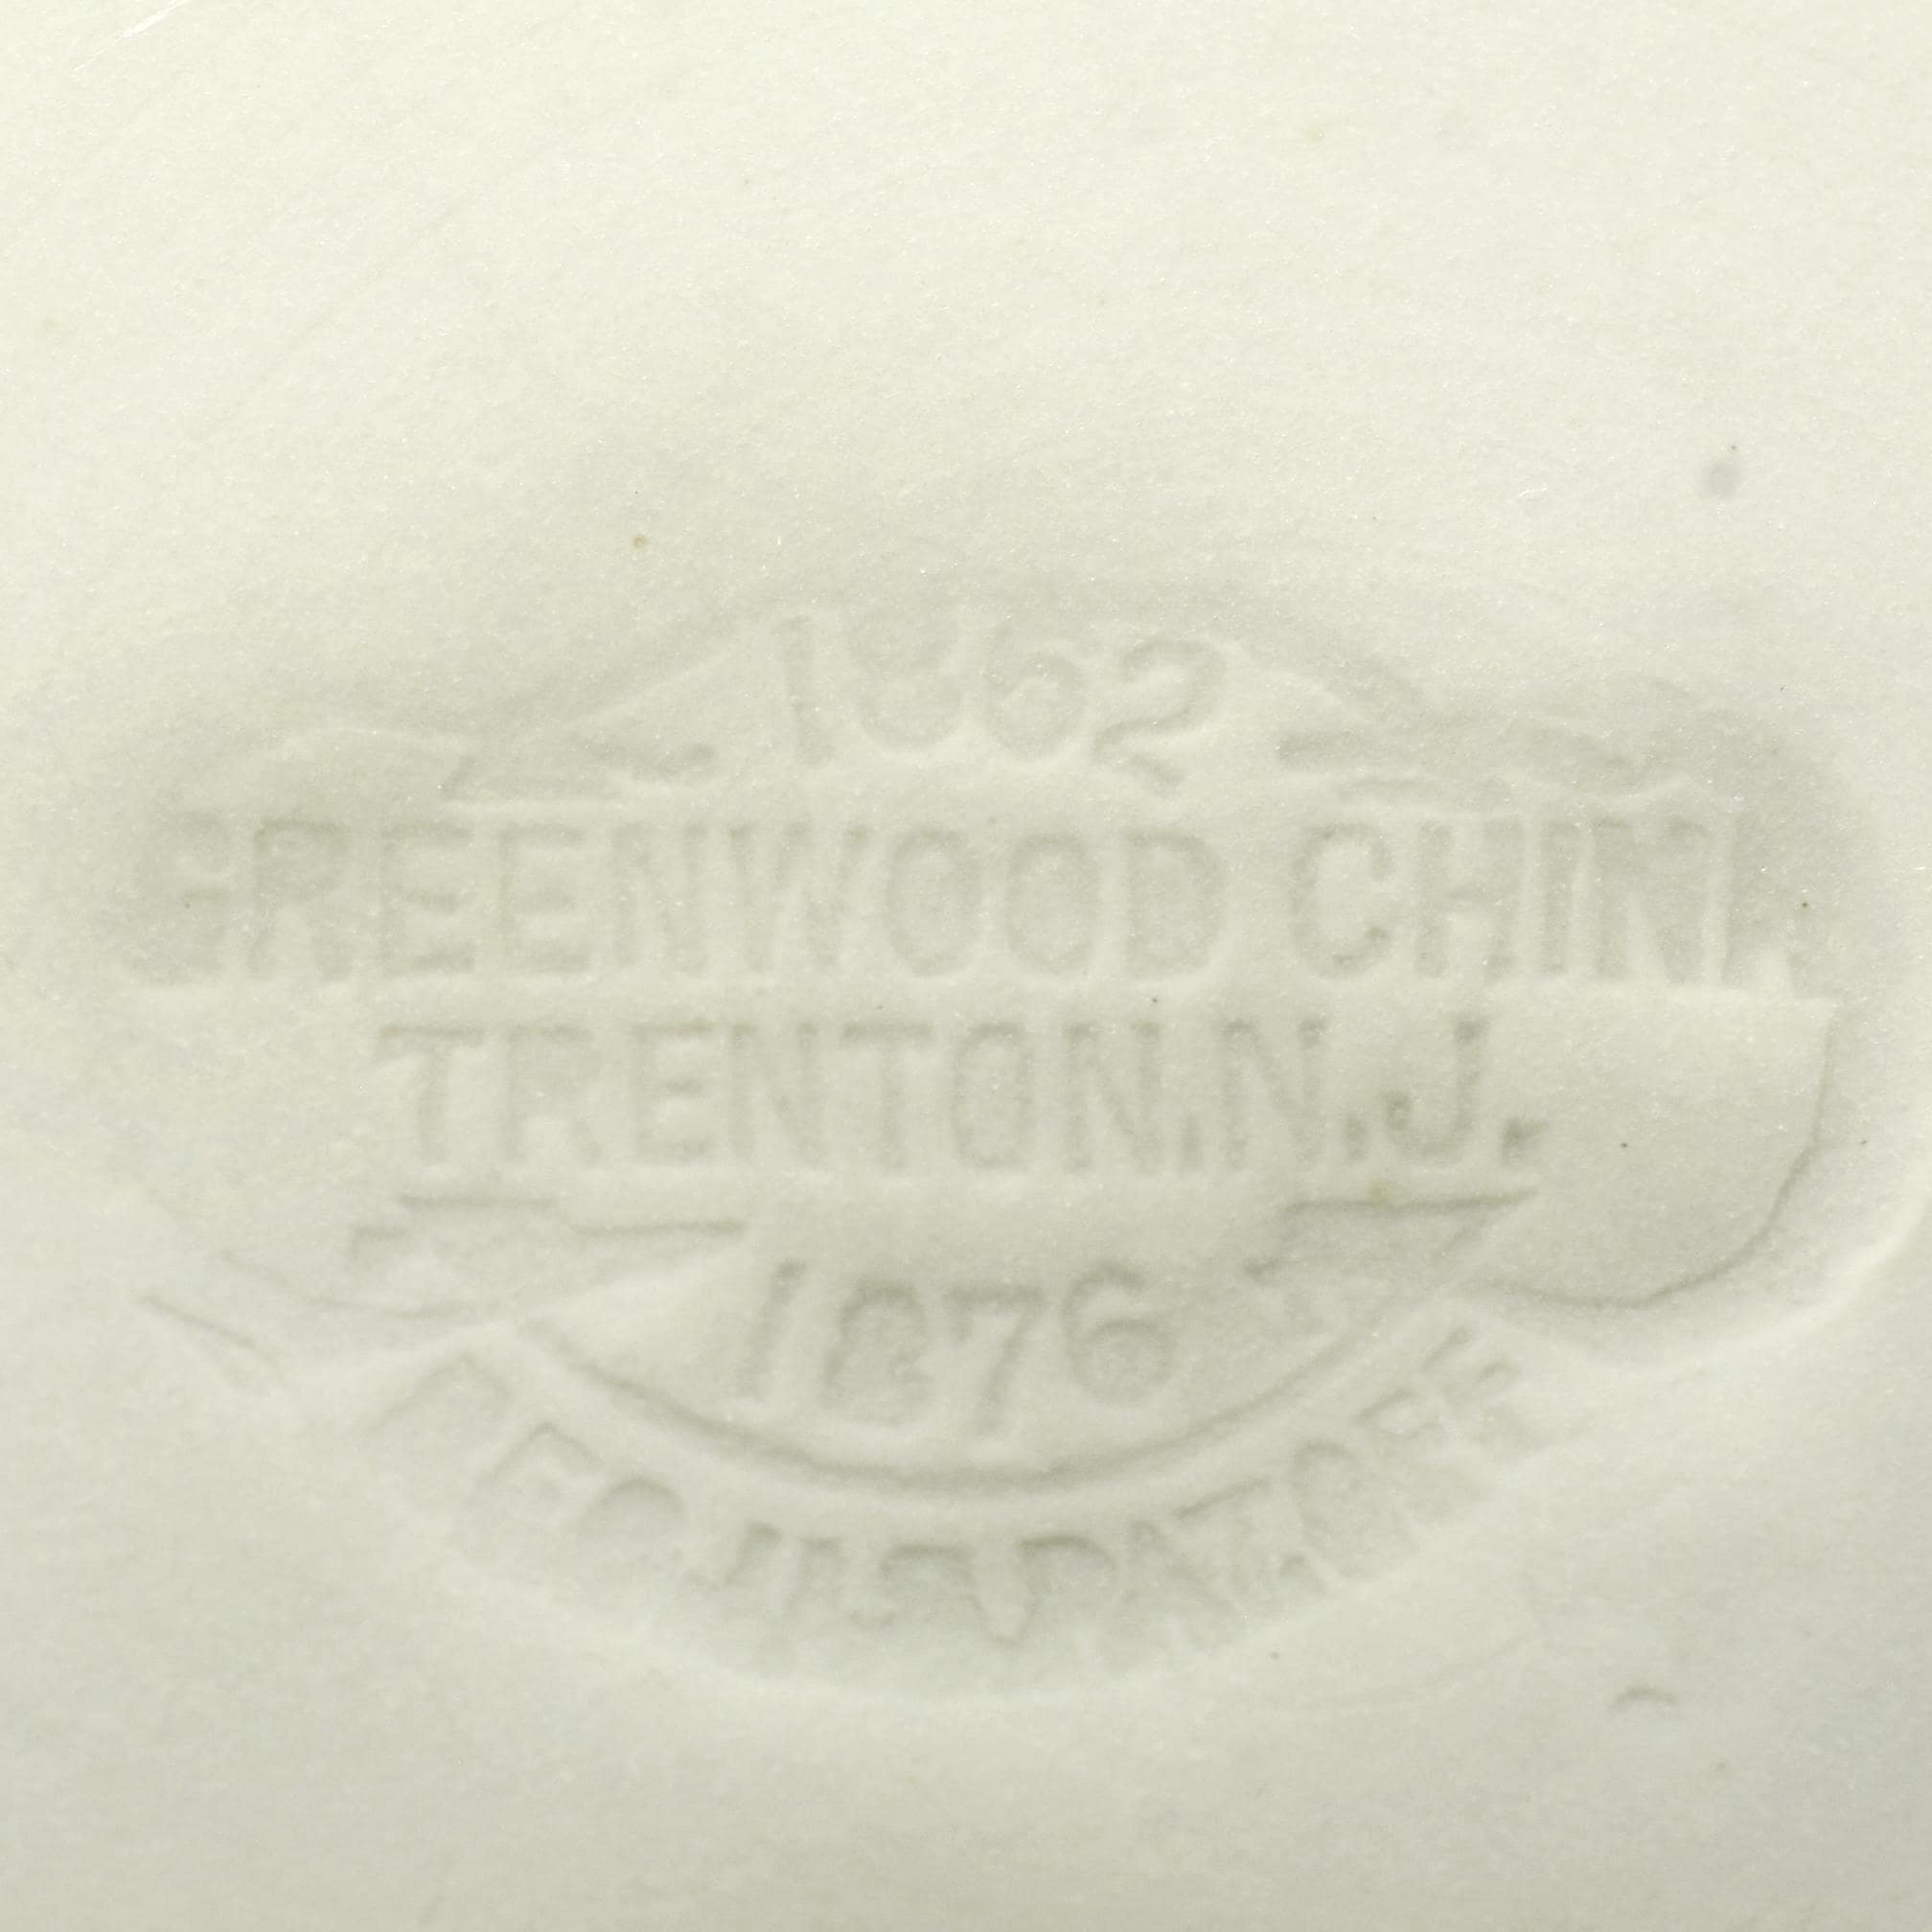 1862
GREENWOOD CHINA
TRENTON.N.J.
1876
REG.U.S.PAT.OFF.